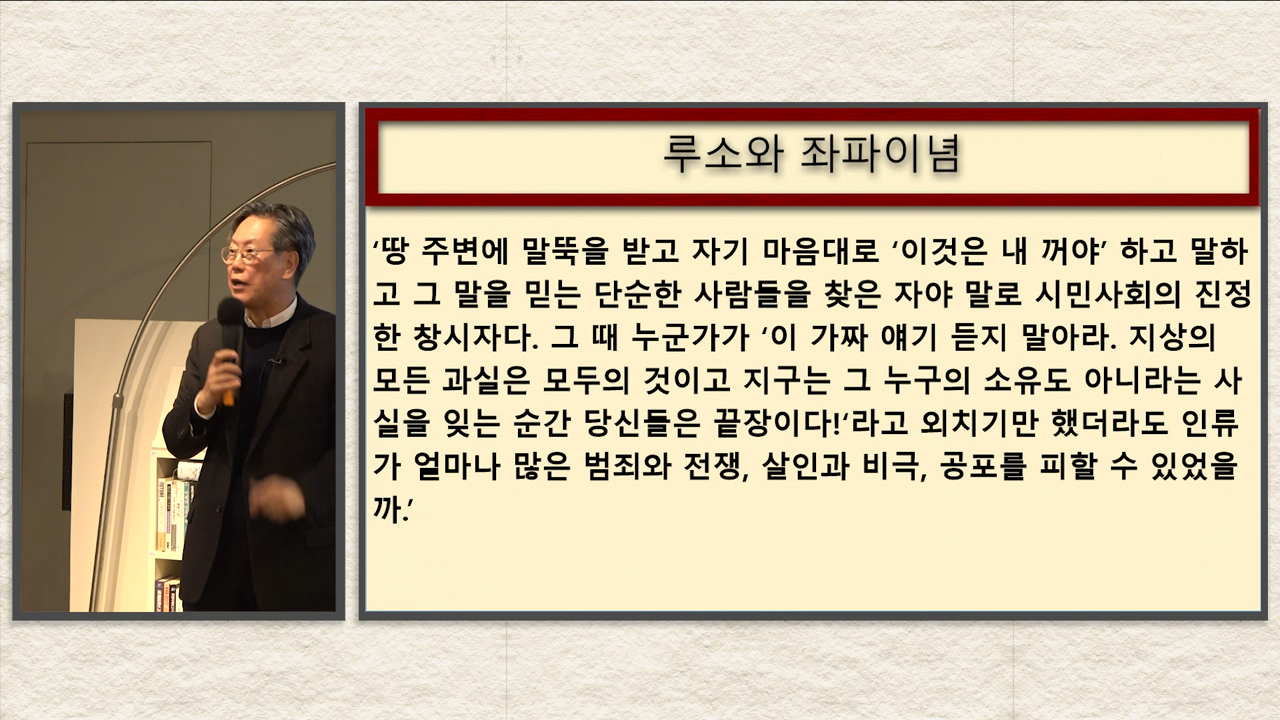 루소와 좌파이념
‘땅 주변에 말뚝을 받고 자기 마음대로 ‘이것은 내 꺼야’ 하고 말하
고 그 말을 믿는 단순한 사람들을 찾은 자야 말로 시민사회의 진정
한 창시자다. 그 때 누군가가 ‘이 가짜 얘기 듣지 말아라. 지상의
모든 과실은 모두의 것이고 지구는 그 누구의 소유도 아니라는 사
실을 잊는 순간 당신들은 끝장이다!‘라고 외치기만 했더라도 인류
가 얼마나 많은 범죄와 전쟁, 살인과 비극, 공포를 피할 수 있었을
까.’